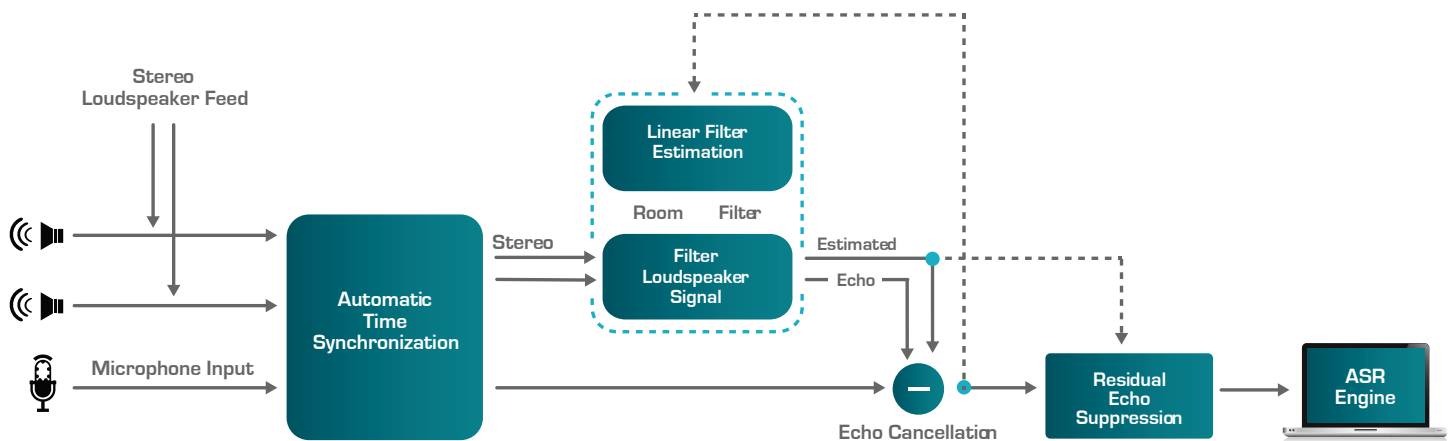 Stereo
Loudspeaker Feed
Microphone Input
Automatic
Time
Synchronization
Stereo
Linear Filter
Estimation
Room Filter
Filter
Loudspeaker
Signal
Estimated
Echo
Echo Cancellation
Residual
Echo
Suppression
ASR
Engine